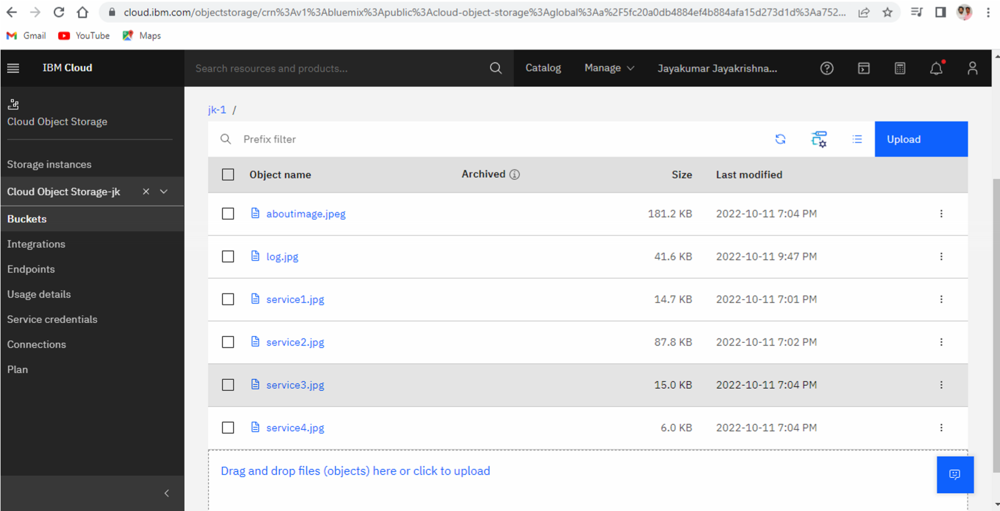 cloud.ibm.com/objectstorage/crn%3Av1%3Abluemix%3Apublic%3Acloud-object-storage%3Aglobal%3Aa%2F5fc20a0db4884ef4b884afa15d273d1d%3Aa752...
Gmail YouTube Maps
IBM Cloud Search resources and products... Catalog Manage Jayakumar Jayakrishna...
Cloud Object Storage
Storage instances
Cloud Object Storage-jk
Buckets
Integrations
Endpoints
Usage details
Service credentials
Connections
Plan
jk-1 /
Prefix filter Upload
Object name Archived Size Last modified
aboutimage.jpeg 181.2 KB 2022-10-11 7:04 PM
log.jpg 41.6 KB 2022-10-11 9:47 PM
service1.jpg 14.7 KB 2022-10-11 7:01 PM
service2.jpg 87.8 KB 2022-10-11 7:02 PM
service3.jpg 15.0 KB 2022-10-11 7:04 PM
service4.jpg 6.0 KB 2022-10-11 7:04 PM
Drag and drop files (objects) here or click to upload